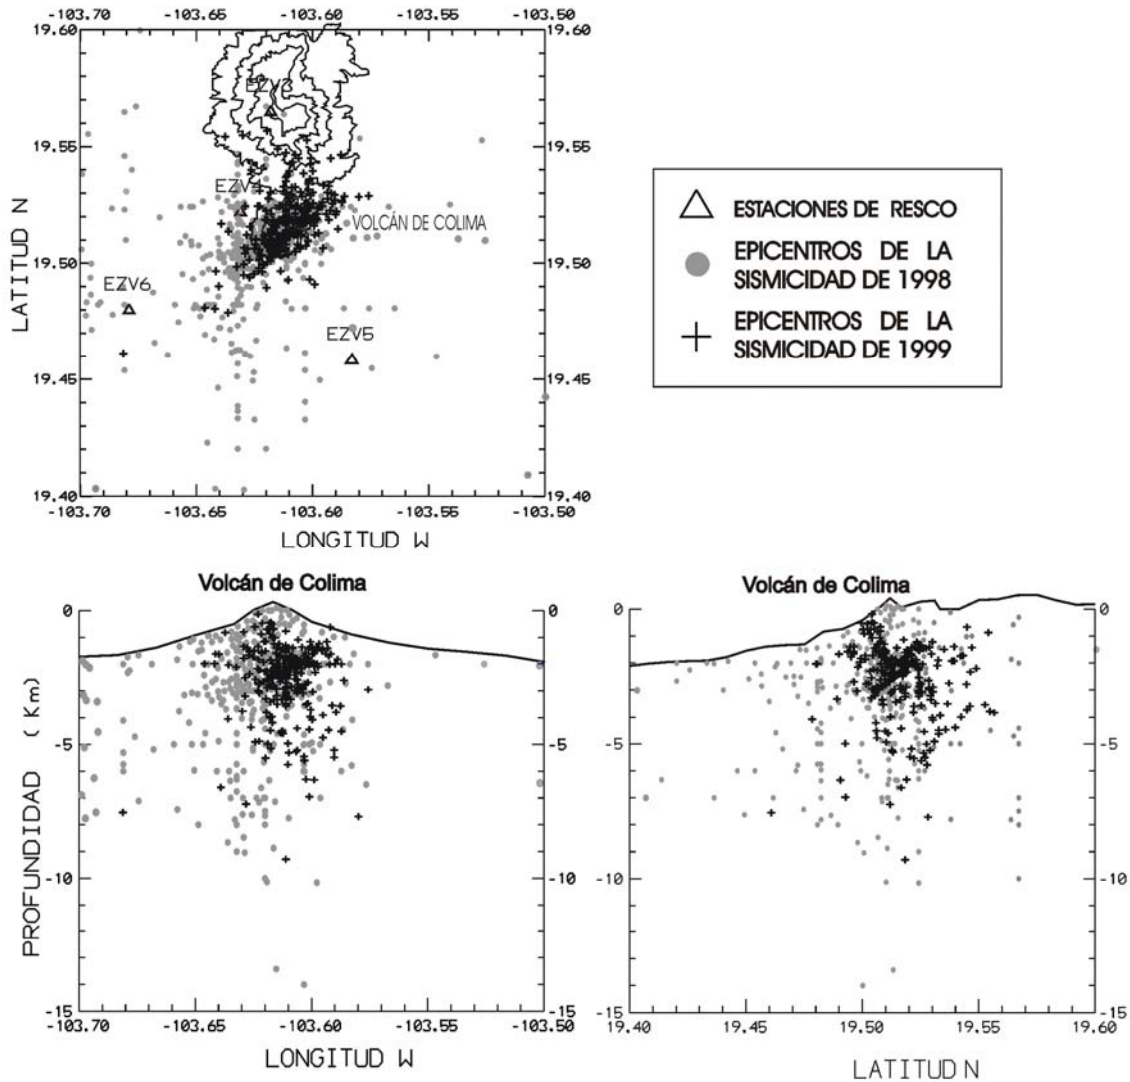 -103.70 -103.65 -103.60 -103.55 -103.50
19.60 19.60
EZV3
19.55 19.55
EZV4
VOLCÁN DE COLIMA
19.50 19.50
EZV6
EZV5
19.45 19.45
19.40 19.40
-103.70 -103.65 -103.60 -103.55 -103.50
LATITUD N
LONGITUD W
ESTACIONES DE RESCO
EPICENTROS DE LA
SISMICIDAD DE 1998
EPICENTROS DE LA
SISMICIDAD DE 1999
Volcán de Colima
0 0
-5 -5
-10 -10
-15 -15
-103.70 -103.65 -103.60 -103.55 -103.50
PROFUNDIDAD ( Km)
LONGITUD W
Volcán de Colima
0 0
-5 -5
-10 -10
-15 -15
19.40 19.45 19.50 19.55 19.60
LATITUD N